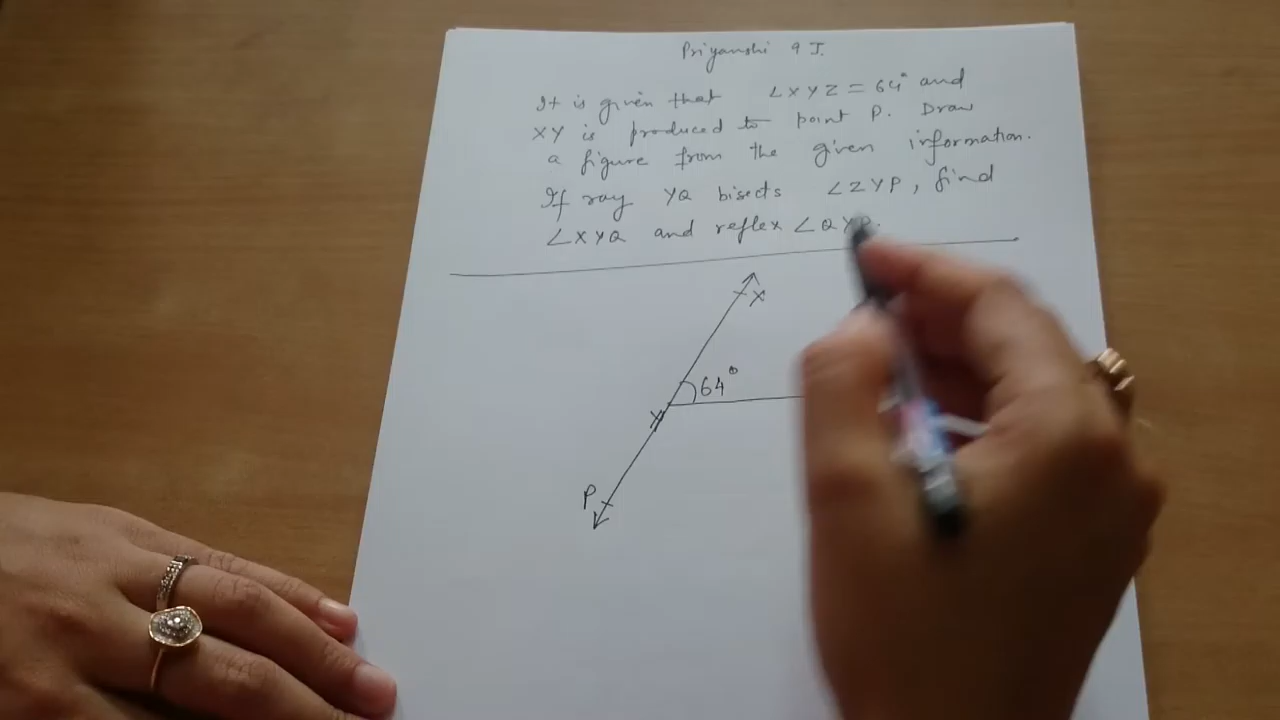 Priyanshi 9 I.
It is given that ∠XYZ = 64° and
XY is produced to point P. Draw
a figure from the given information.
If ray YQ bisects ∠ZYP, find
∠XYQ and reflex ∠QYP.
X
64°
Y
P